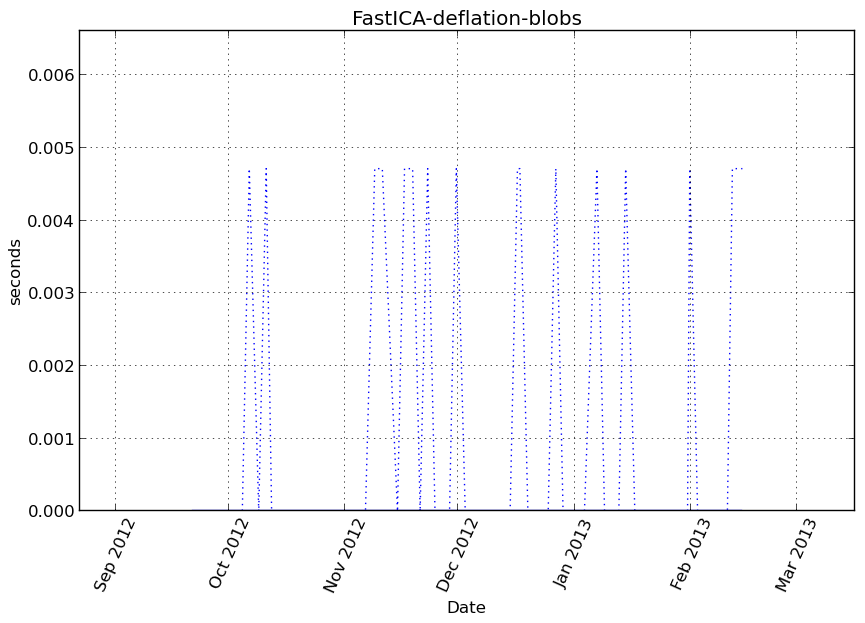 FastICA-deflation-blobs
0.006
0.005
0.004
0.003
0.002
0.001
0.000
seconds
Sep 2012
Oct 2012
Nov 2012
Dec 2012
Jan 2013
Feb 2013
Mar 2013
Date